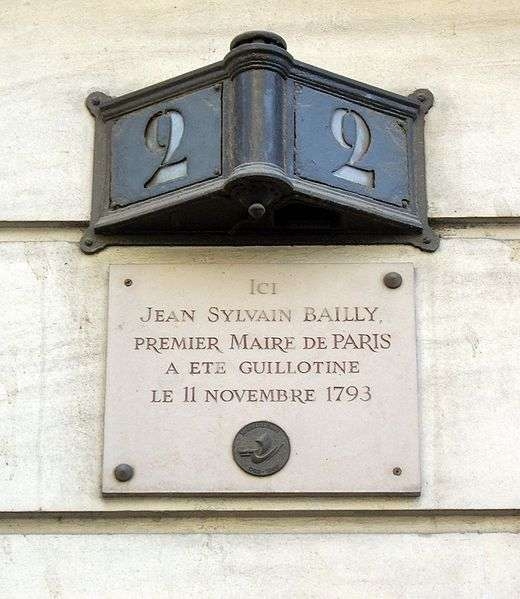 2 2
ICI
JEAN SYLVAIN BAILLY,
PREMIER MAIRE DE PARIS
A ETE GUILLOTINE
LE 11 NOVEMBRE 1793